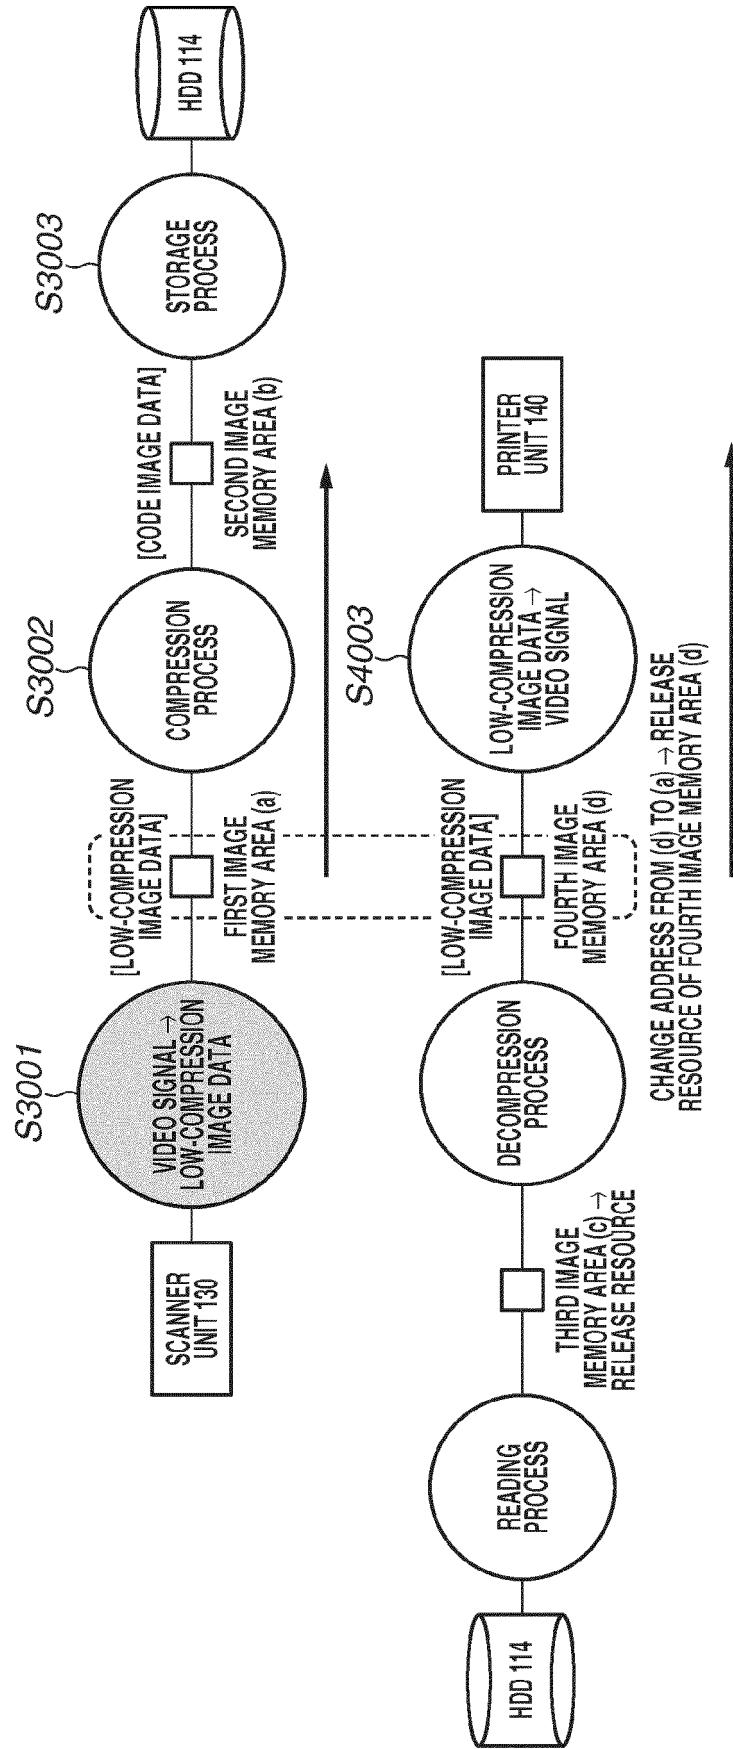 S3001
S3002
S3003
SCANNER
UNIT 130
VIDEO SIGNAL →
LOW-COMPRESSION
IMAGE DATA
[LOW-COMPRESSION
IMAGE DATA]
FIRST IMAGE
MEMORY AREA (a)
COMPRESSION
PROCESS
[CODE IMAGE DATA]
SECOND IMAGE
MEMORY AREA (b)
STORAGE
PROCESS
HDD 114
S4003
HDD 114
READING
PROCESS
THIRD IMAGE
MEMORY AREA (c) →
RELEASE RESOURCE
DECOMPRESSION
PROCESS
[LOW-COMPRESSION
IMAGE DATA]
FOURTH IMAGE
MEMORY AREA (d)
LOW-COMPRESSION
IMAGE DATA →
VIDEO SIGNAL
PRINTER
UNIT 140
CHANGE ADDRESS FROM (d) TO (a) → RELEASE
RESOURCE OF FOURTH IMAGE MEMORY AREA (d)